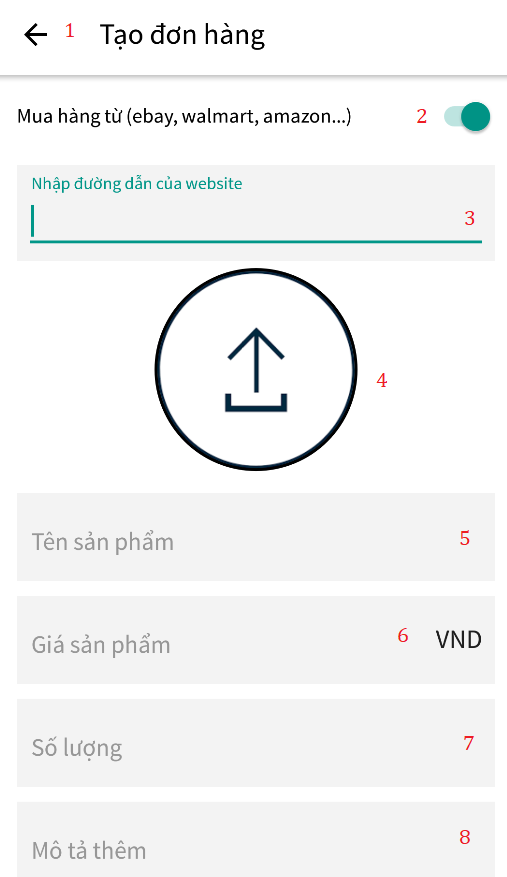 1 Tạo đơn hàng
Mua hàng từ (ebay, walmart, amazon...) 2
Nhập đường dẫn của website
3
4
Tên sản phẩm 5
Giá sản phẩm 6 VND
Số lượng 7
Mô tả thêm 8